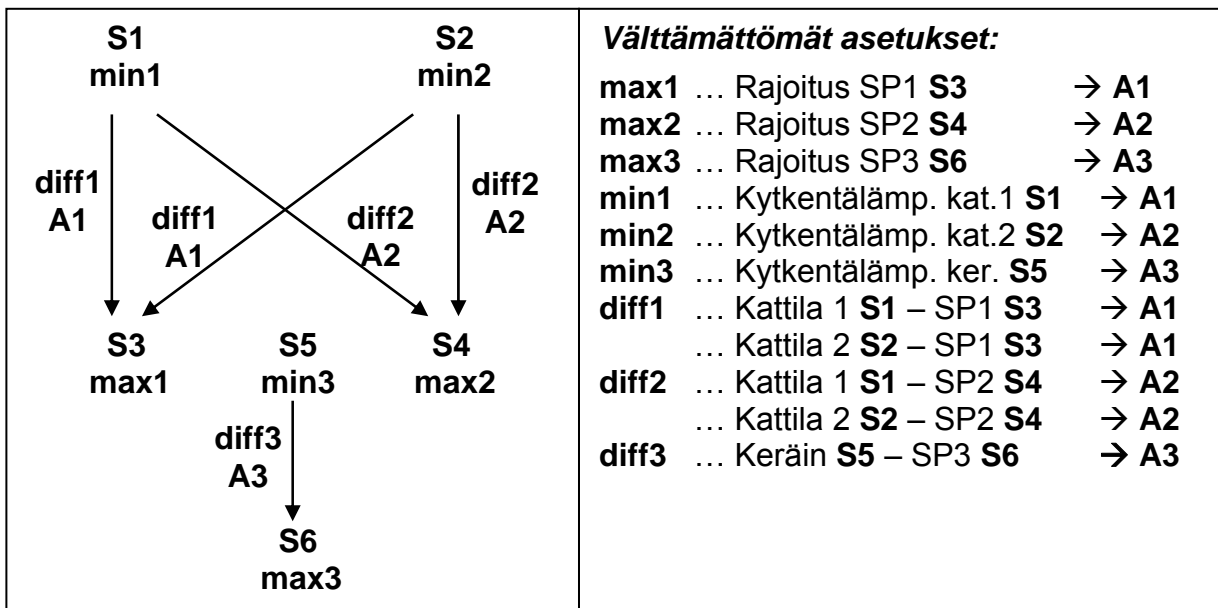 S1 S2
min1 min2
diff1 diff1 diff2 diff2
A1 A1 A2 A2
S3 S5 S4
max1 min3 max2
diff3
A3
S6
max3
Välttämättömät asetukset:
max1 … Rajoitus SP1 S3 → A1
max2 … Rajoitus SP2 S4 → A2
max3 … Rajoitus SP3 S6 → A3
min1 … Kytkentälämp. kat.1 S1 → A1
min2 … Kytkentälämp. kat.2 S2 → A2
min3 … Kytkentälämp. ker. S5 → A3
diff1 … Kattila 1 S1 – SP1 S3 → A1
… Kattila 2 S2 – SP1 S3 → A1
diff2 … Kattila 1 S1 – SP2 S4 → A2
… Kattila 2 S2 – SP2 S4 → A2
diff3 … Keräin S5 – SP3 S6 → A3